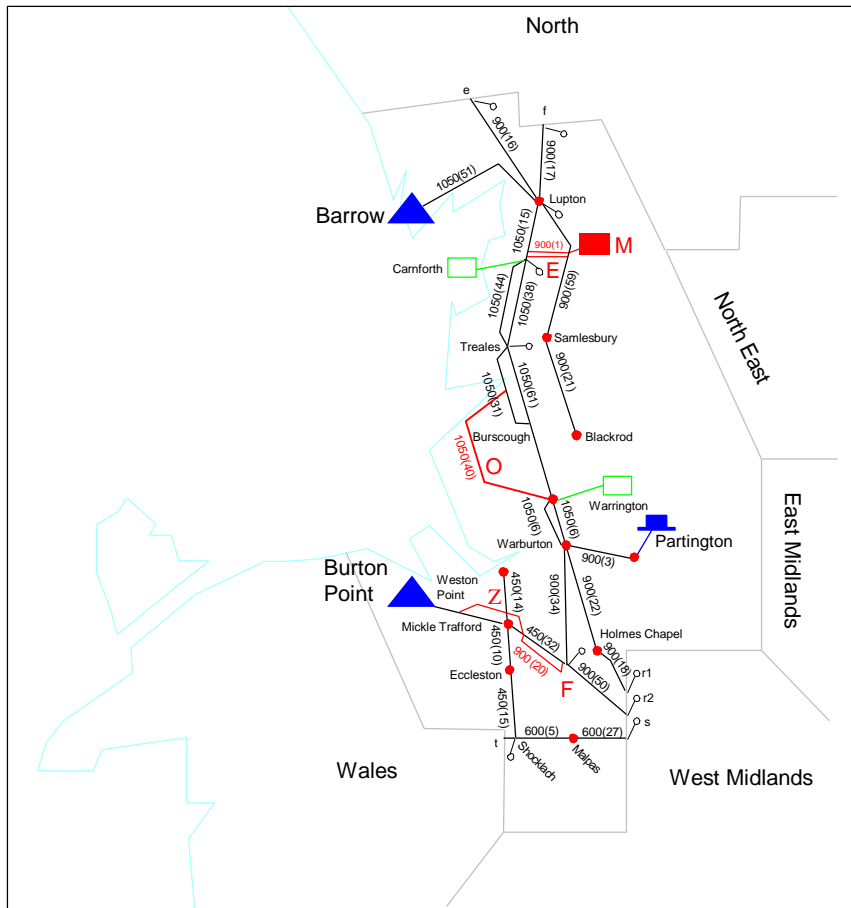 North
e
f
900(16)
900(17)
1050(51)
Lupton
Barrow
1050(15)
900(1)
M
Carnforth
E
1050(44)
1050(38)
900(59)
North East
Treales
Samlesbury
1050(31)
1050(61)
900(21)
Burscough
Blackrod
1050(40)
O
Warrington
1050(6)
1050(6)
East Midlands
Warburton
Partington
900(3)
Burton
Point
Weston
Point
450(14)
Z
900(34)
900(22)
Mickle Trafford
450(32)
900 (20)
Holmes Chapel
450(10)
900(18)
r1
Eccleston
F
900(50)
r2
450(15)
s
t
600(5)
600(27)
Shocklach
Malpas
Wales
West Midlands